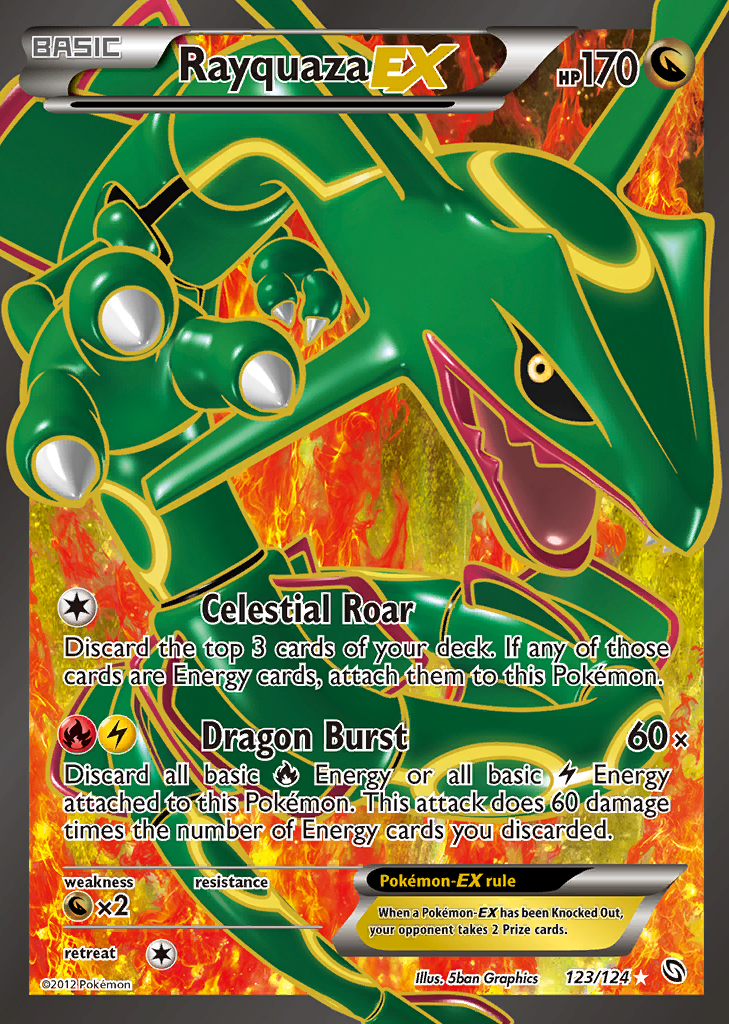 BASIC
Rayquaza EX
HP 170
Celestial Roar
Discard the top 3 cards of your deck. If any of those
cards are Energy cards, attach them to this Pokémon.
Dragon Burst 60×
Discard all basic Energy or all basic Energy
attached to this Pokémon. This attack does 60 damage
times the number of Energy cards you discarded.
weakness resistance
×2
retreat
Pokémon-EX rule
When a Pokémon-EX has been Knocked Out,
your opponent takes 2 Prize cards.
©2012 Pokémon
Illus. 5ban Graphics 123/124 ★